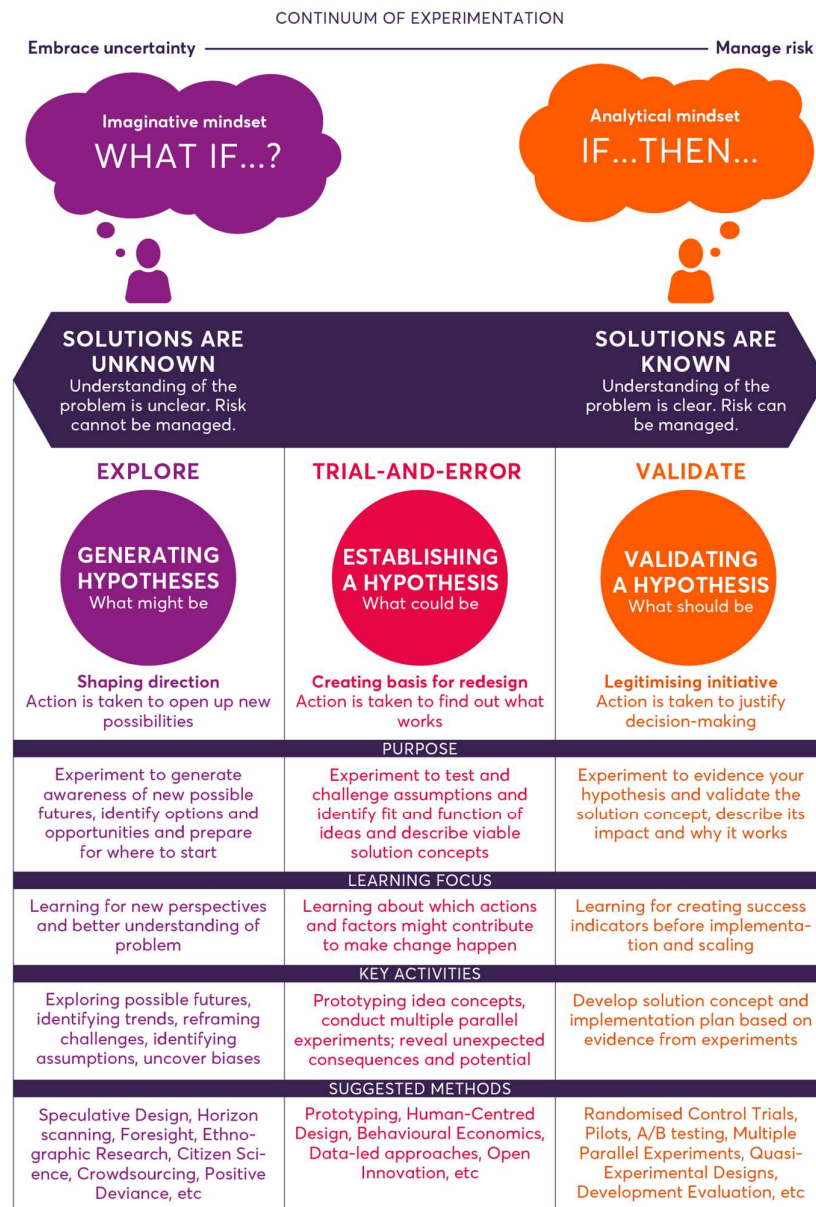 CONTINUUM OF EXPERIMENTATION
Embrace uncertainty
Manage risk
Imaginative mindset
WHAT IF...?
Analytical mindset
IF...THEN...
SOLUTIONS ARE
UNKNOWN
Understanding of the
problem is unclear. Risk
cannot be managed.
SOLUTIONS ARE
KNOWN
Understanding of the
problem is clear. Risk can
be managed.
EXPLORE
GENERATING
HYPOTHESES
What might be
Shaping direction
Action is taken to open up new
possibilities
TRIAL-AND-ERROR
ESTABLISHING
A HYPOTHESIS
What could be
Creating basis for redesign
Action is taken to find out what
works
VALIDATE
VALIDATING
A HYPOTHESIS
What should be
Legitimising initiative
Action is taken to justify
decision-making
PURPOSE
Experiment to generate
awareness of new possible
futures, identify options and
opportunities and prepare
for where to start
Experiment to test and
challenge assumptions and
identify fit and function of
ideas and describe viable
solution concepts
Experiment to evidence your
hypothesis and validate the
solution concept, describe its
impact and why it works
LEARNING FOCUS
Learning for new perspectives
and better understanding of
problem
Learning about which actions
and factors might contribute
to make change happen
Learning for creating success
indicators before implementa-
tion and scaling
KEY ACTIVITIES
Exploring possible futures,
identifying trends, reframing
challenges, identifying
assumptions, uncover biases
Prototyping idea concepts,
conduct multiple parallel
experiments; reveal unexpected
consequences and potential
Develop solution concept and
implementation plan based on
evidence from experiments
SUGGESTED METHODS
Speculative Design, Horizon
scanning, Foresight, Ethno-
graphic Research, Citizen Sci-
ence, Crowdsourcing, Positive
Deviance, etc
Prototyping, Human-Centred
Design, Behavioural Economics,
Data-led approaches, Open
Innovation, etc
Randomised Control Trials,
Pilots, A/B testing, Multiple
Parallel Experiments, Quasi-
Experimental Designs,
Development Evaluation, etc